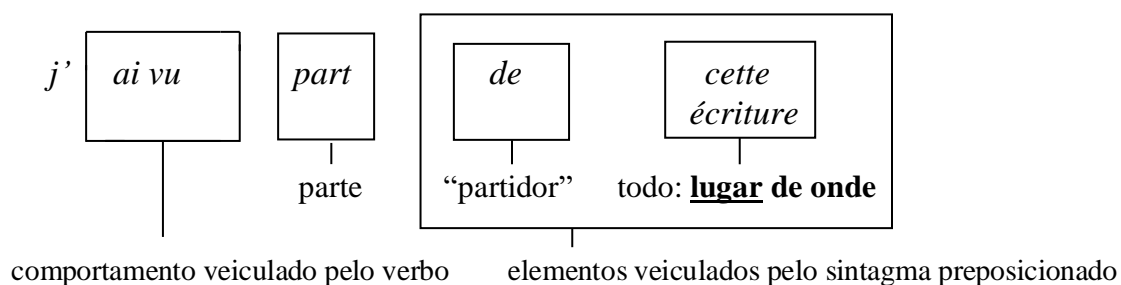 j’ ai vu part de cette
écriture
parte “partidor” todo: lugar de onde
comportamento veiculado pelo verbo elementos veiculados pelo sintagma preposicionado